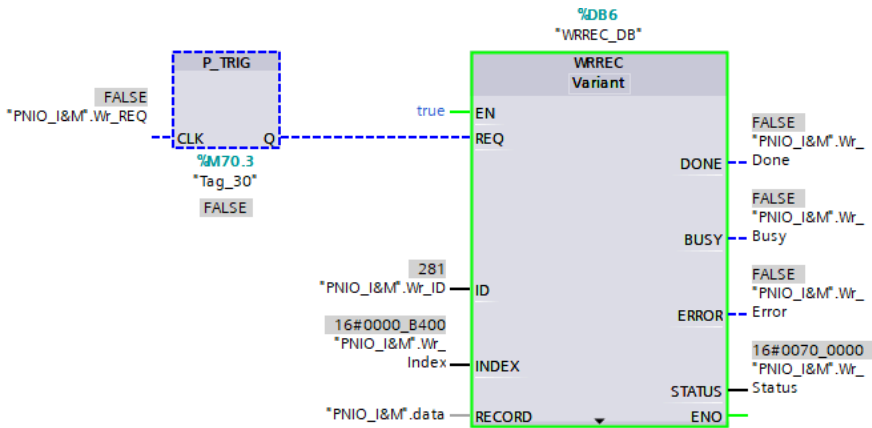 %DB6
"WRREC_DB"
P_TRIG
WRREC
Variant
FALSE
"PNIO_I&M".Wr_REQ
true
EN
CLK
Q
REQ
%M70.3
"Tag_30"
FALSE
FALSE
"PNIO_I&M".Wr_
DONE
Done
FALSE
"PNIO_I&M".Wr_
BUSY
Busy
281
"PNIO_I&M".Wr_ID
ID
FALSE
"PNIO_I&M".Wr_
ERROR
Error
16#0000_B400
"PNIO_I&M".Wr_
Index
INDEX
16#0070_0000
"PNIO_I&M".Wr_
STATUS
Status
"PNIO_I&M".data
RECORD
ENO